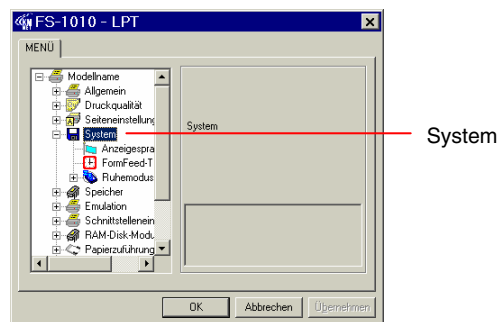 FS-1010 - LPT
MENÜ
Modellname
Allgemein
Druckqualität
Seiteneinstellung
System
Anzeigespra
FormFeed-T
Ruhemodus
Speicher
Emulation
Schnittstellenein
RAM-Disk-Modu
Papierzuführung
System
OK
Abbrechen
Übernehmen
System